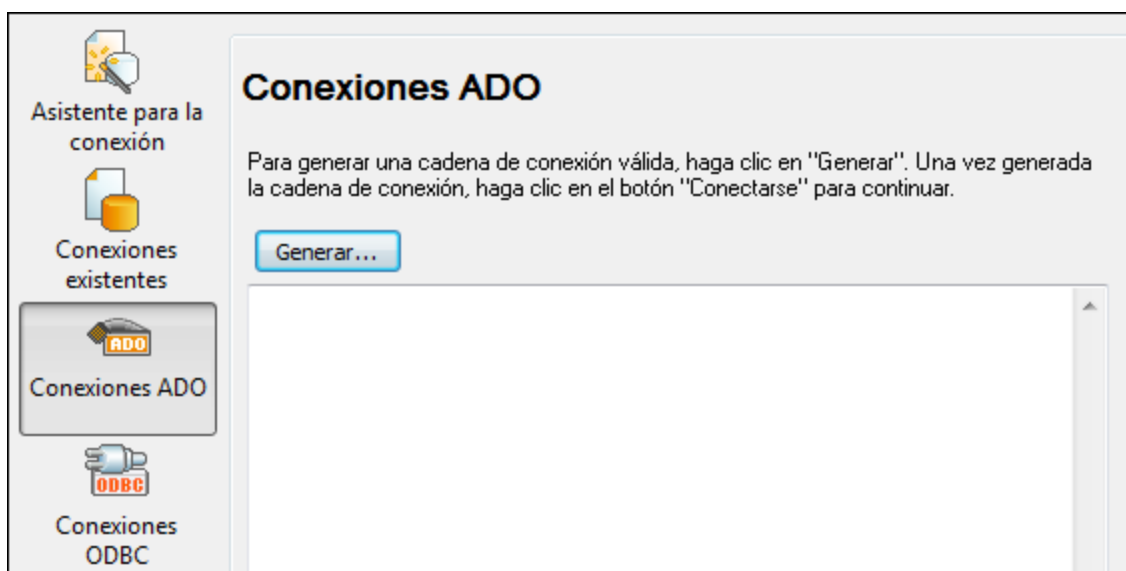 Asistente para la
conexión
Conexiones
existentes
ADO
Conexiones ADO
ODBC
Conexiones
ODBC
Conexiones ADO
Para generar una cadena de conexión válida, haga clic en "Generar". Una vez generada
la cadena de conexión, haga clic en el botón "Conectarse" para continuar.
Generar...